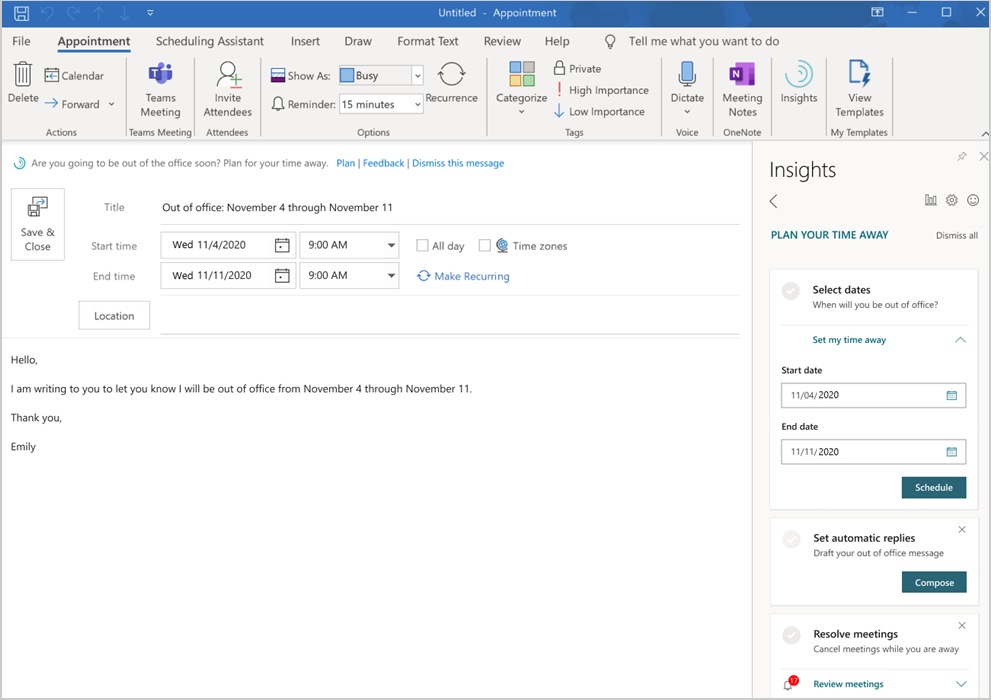 Untitled - Appointment
File Appointment Scheduling Assistant Insert Draw Format Text Review Help Tell me what you want to do
Delete
Calendar
Forward
Actions
Teams
Meeting
Teams Meeting
Invite
Attendees
Attendees
Show As: Busy
Reminder: 15 minutes
Recurrence
Options
Categorize
Private
High Importance
Low Importance
Tags
Dictate
Voice
Meeting
Notes
OneNote
Insights
View
Templates
My Templates
Are you going to be out of the office soon? Plan for your time away. Plan | Feedback | Dismiss this message
Save &
Close
Title Out of office: November 4 through November 11
Start time Wed 11/4/2020 9:00 AM All day Time zones
End time Wed 11/11/2020 9:00 AM Make Recurring
Location
Hello,
I am writing to you to let you know I will be out of office from November 4 through November 11.
Thank you,
Emily
Insights
PLAN YOUR TIME AWAY Dismiss all
Select dates
When will you be out of office?
Set my time away
Start date
11/04/2020
End date
11/11/2020
Schedule
Set automatic replies
Draft your out of office message
Compose
Resolve meetings
Cancel meetings while you are away
17
Review meetings